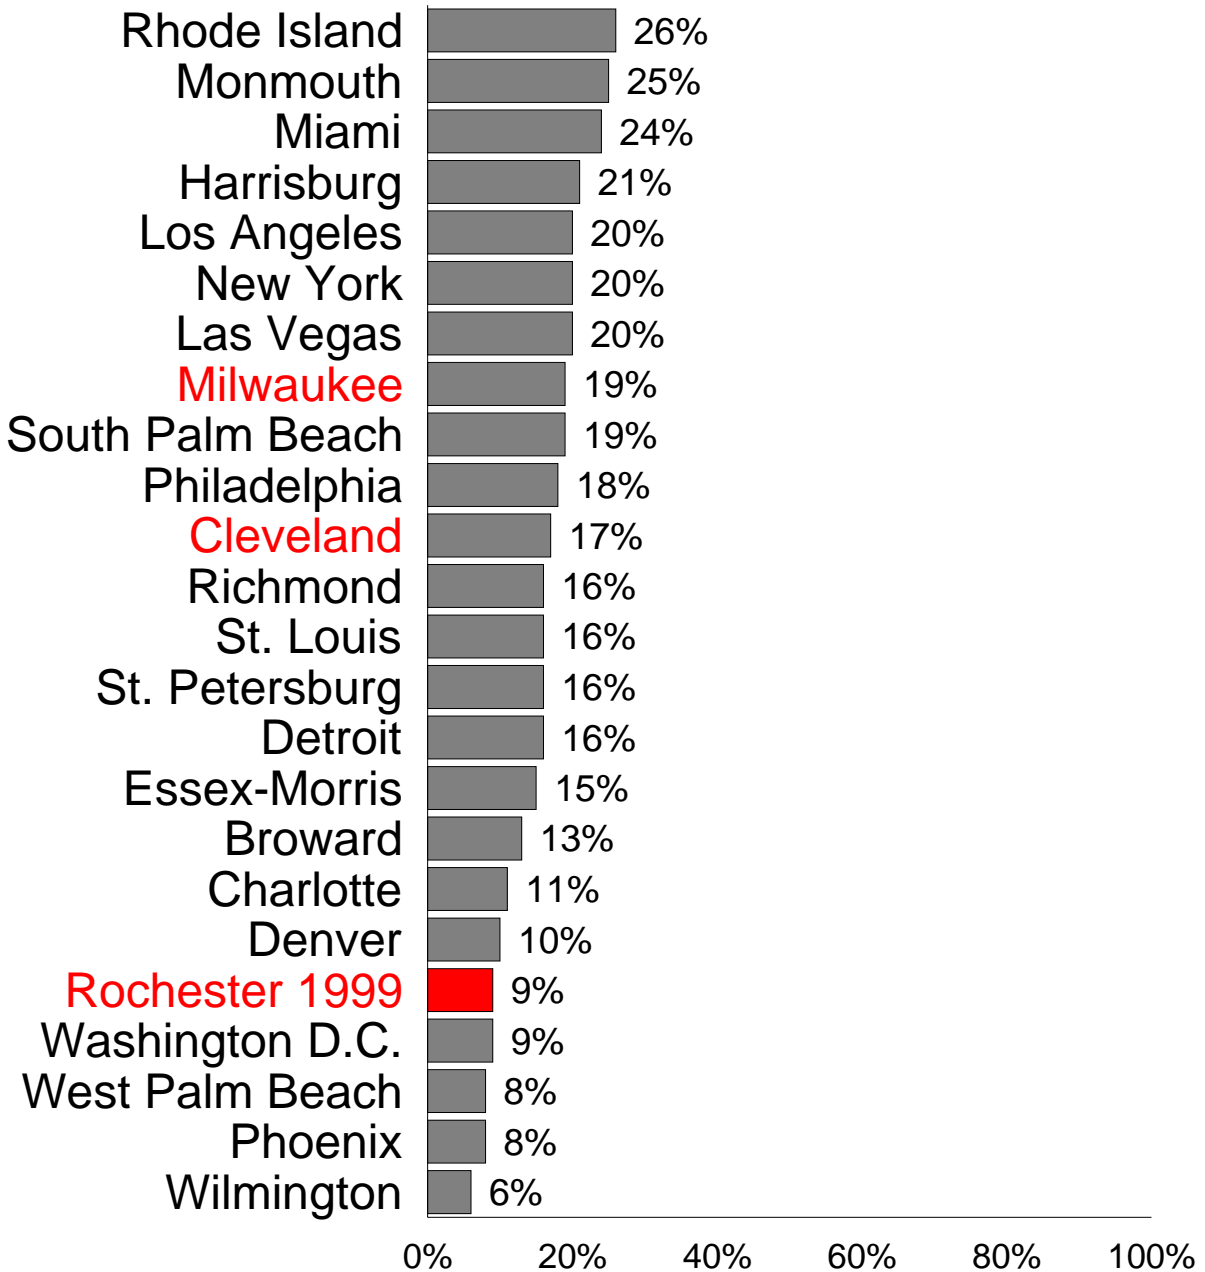 Rhode Island 26%
Monmouth 25%
Miami 24%
Harrisburg 21%
Los Angeles 20%
New York 20%
Las Vegas 20%
Milwaukee 19%
South Palm Beach 19%
Philadelphia 18%
Cleveland 17%
Richmond 16%
St. Louis 16%
St. Petersburg 16%
Detroit 16%
Essex-Morris 15%
Broward 13%
Charlotte 11%
Denver 10%
Rochester 1999 9%
Washington D.C. 9%
West Palm Beach 8%
Phoenix 8%
Wilmington 6%
0% 20% 40% 60% 80% 100%